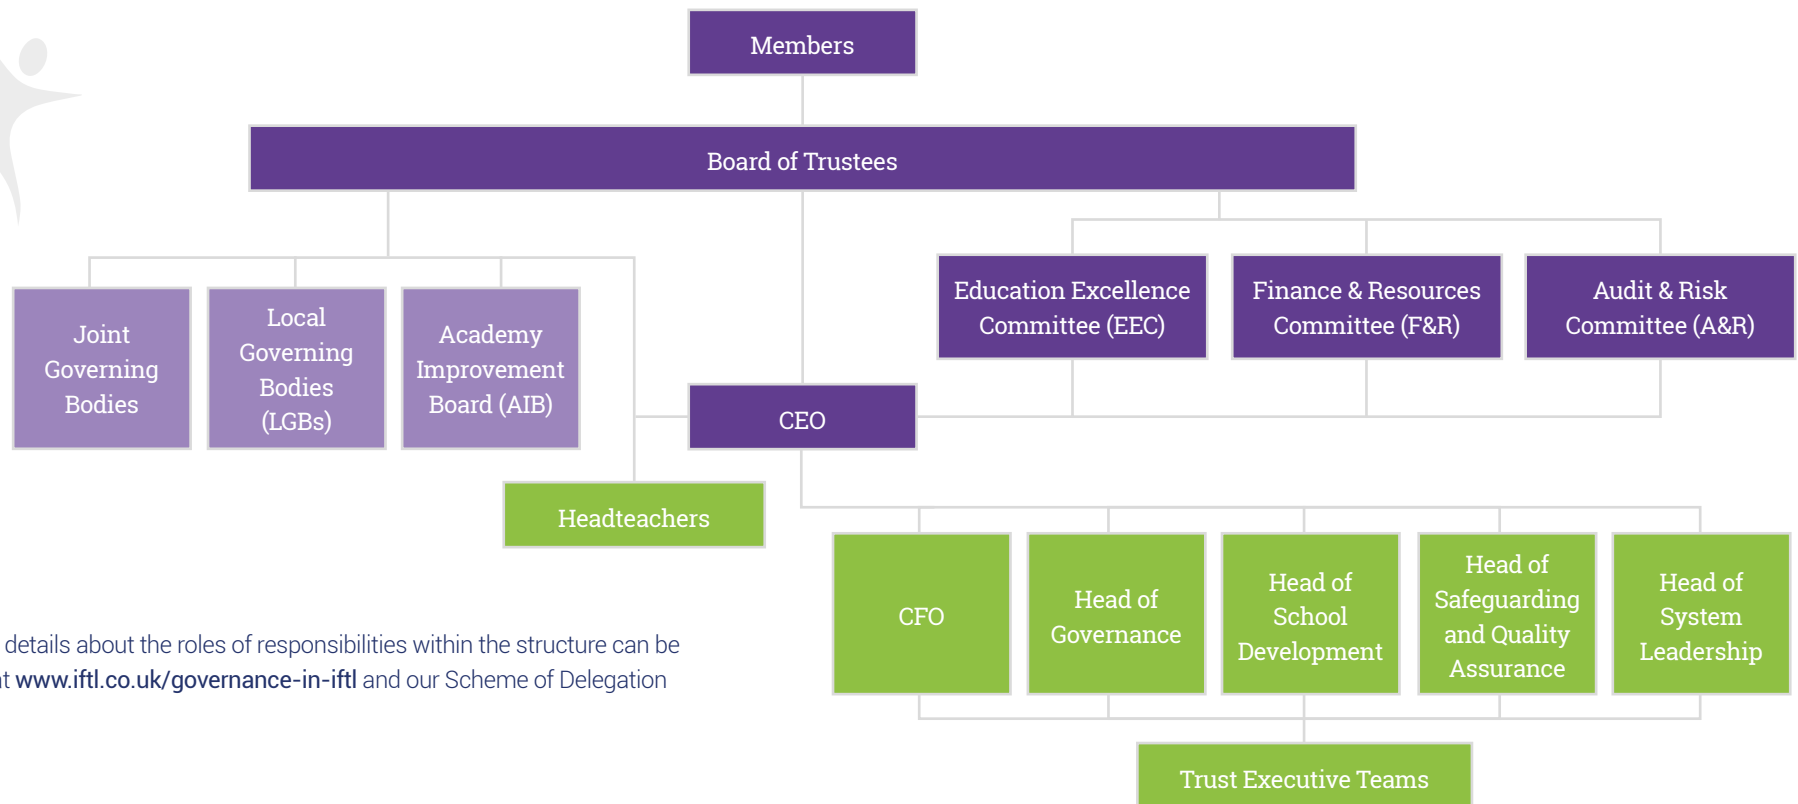 Members
Board of Trustees
Joint
Governing
Bodies
Local
Governing
Bodies
(LGBs)
Academy
Improvement
Board (AIB)
Education Excellence
Committee (EEC)
Finance & Resources
Committee (F&R)
Audit & Risk
Committee (A&R)
CEO
Headteachers
CFO
Head of
Governance
Head of
School
Development
Head of
Safeguarding
and Quality
Assurance
Head of
System
Leadership
Trust Executive Teams
details about the roles of responsibilities within the structure can be
www.iftl.co.uk/governance-in-iftl and our Scheme of Delegation